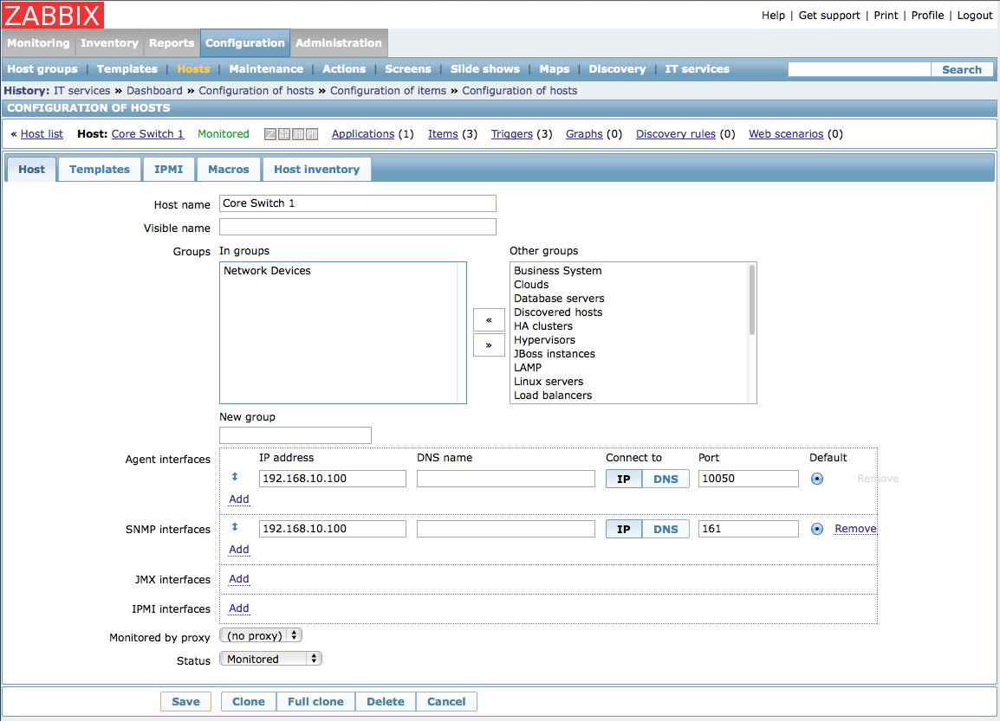 ZABBIX
Help | Get support | Print | Profile | Logout
Monitoring Inventory Reports Configuration Administration
Host groups | Templates | Hosts | Maintenance | Actions | Screens | Slide shows | Maps | Discovery | IT services Search
History: IT services » Dashboard » Configuration of hosts » Configuration of items » Configuration of hosts
CONFIGURATION OF HOSTS
« Host list Host: Core Switch 1 Monitored Applications (1) Items (3) Triggers (3) Graphs (0) Discovery rules (0) Web scenarios (0)
Host Templates IPMI Macros Host inventory
Host name Core Switch 1
Visible name
Groups In groups Other groups
Network Devices
Business System
Clouds
Database servers
Discovered hosts
HA clusters
Hypervisors
JBoss instances
LAMP
Linux servers
Load balancers
«
»
New group
Agent interfaces IP address DNS name Connect to Port Default
192.168.10.100 IP DNS 10050 Remove
Add
SNMP interfaces 192.168.10.100 IP DNS 161 Remove
Add
JMX interfaces Add
IPMI interfaces Add
Monitored by proxy (no proxy)
Status Monitored
Save Clone Full clone Delete Cancel